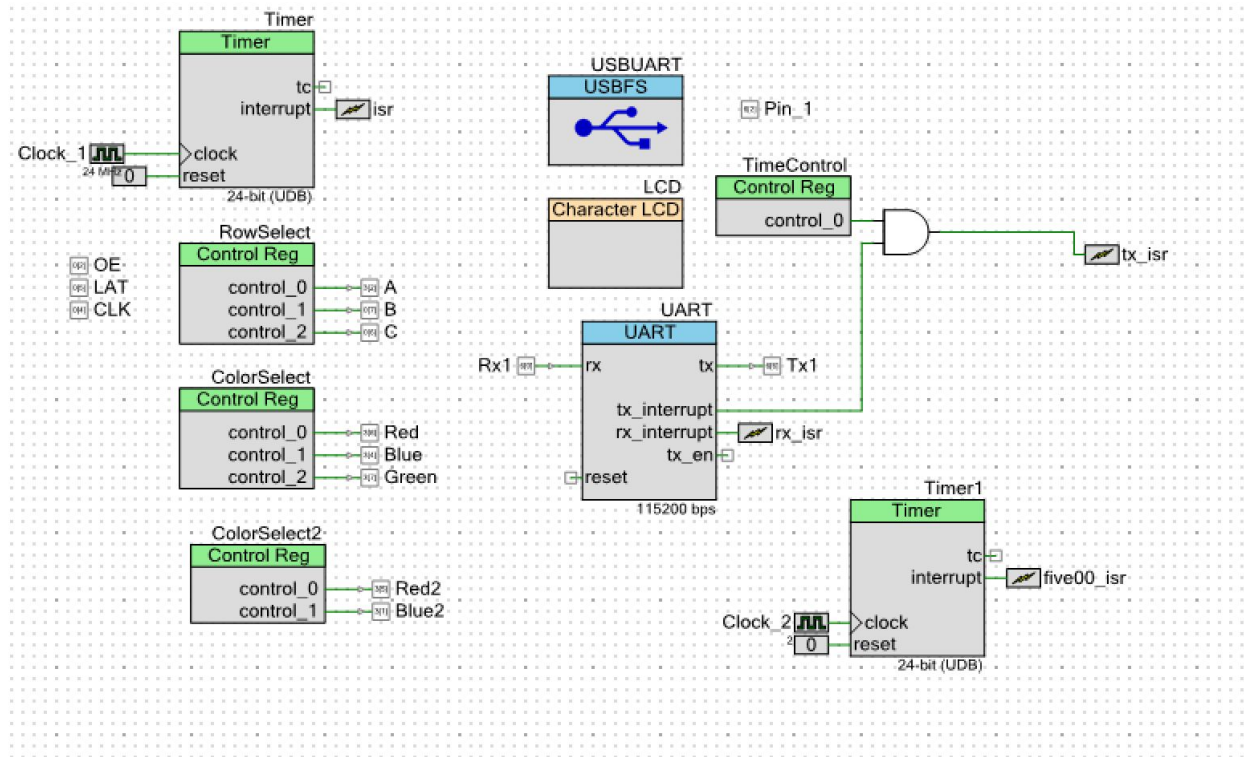 Timer
Timer
tc
interrupt
isr
Clock_1
clock
24 MHz
0
reset
24-bit (UDB)
RowSelect
Control Reg
control_0
A
control_1
B
control_2
C
OE
LAT
CLK
ColorSelect
Control Reg
control_0
Red
control_1
Blue
control_2
Green
ColorSelect2
Control Reg
control_0
Red2
control_1
Blue2
USBUART
USBFS
Pin_1
LCD
Character LCD
TimeControl
Control Reg
control_0
tx_isr
UART
UART
Rx1
rx
tx
Tx1
tx_interrupt
rx_interrupt
rx_isr
tx_en
reset
115200 bps
Timer1
Timer
tc
interrupt
five00_isr
Clock_2
clock
2
0
reset
24-bit (UDB)